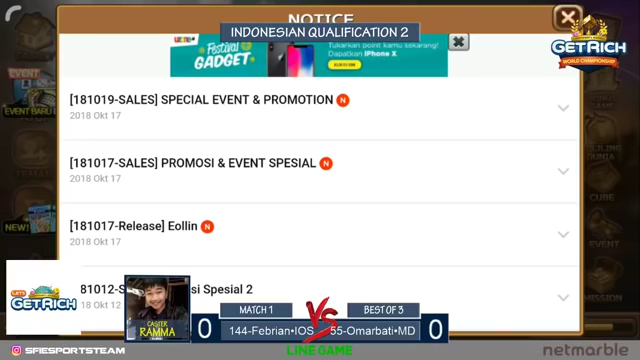 NOTICE
INDONESIAN QUALIFICATION 2
Festival
GADGET
Tukarkan point kamu sekarang!
Dapatkan iPhone X
GETRICH
WORLD CHAMPIONSHIP
[181019-SALES] SPECIAL EVENT & PROMOTION N
2018 Okt 17
[181017-SALES] PROMOSI & EVENT SPESIAL N
2018 Okt 17
[181017-Release] Eollin N
2018 Okt 17
81012-S
si Spesial 2
18 Okt 12
EVENT
EVENT BARU
NEW!
CUBE
EVENT
MISSION
LET'S
GETRICH
CASTER
RAMMA
MATCH 1
VS
BEST OF 3
0
144-Febrian•IOS
55-Omarbati•MD
0
LINE GAME
SFIESPORTSTEAM
netmarble